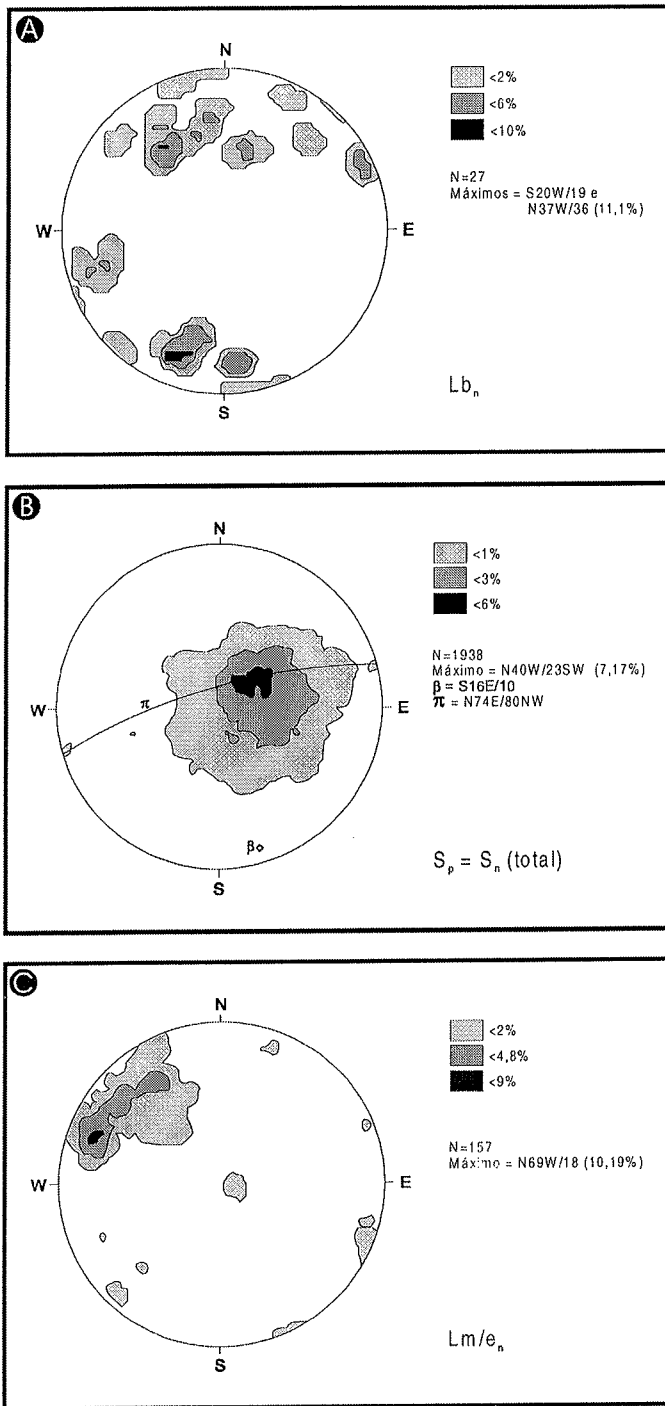 A
N
W
E
S
<2%
<6%
<10%
N=27
Máximos = S20W/19 e
N37W/36 (11,1%)
Lbₙ
B
N
W
E
S
π
β
<1%
<3%
<6%
N=1938
Máximo = N40W/23SW (7,17%)
β = S16E/10
π = N74E/80NW
Sₚ = Sₙ (total)
C
N
W
E
S
<2%
<4,8%
<9%
N=157
Máximo = N69W/18 (10,19%)
Lm/eₙ